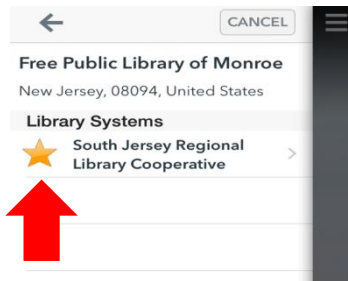 CANCEL
Free Public Library of Monroe
New Jersey, 08094, United States
Library Systems
South Jersey Regional
Library Cooperative